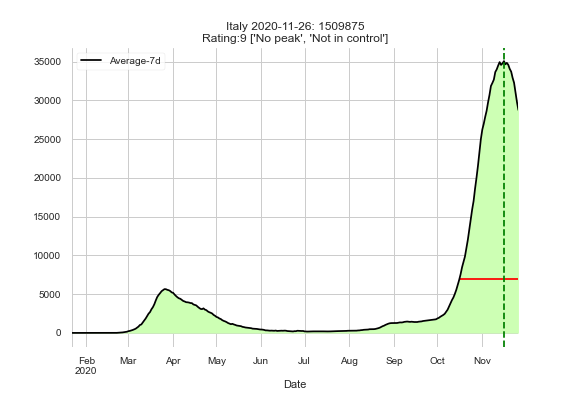 Italy 2020-11-26: 1509875
Rating:9 ['No peak', 'Not in control']
Average-7d
35000
30000
25000
20000
15000
10000
5000
0
Feb Mar Apr May Jun Jul Aug Sep Oct Nov
2020
Date